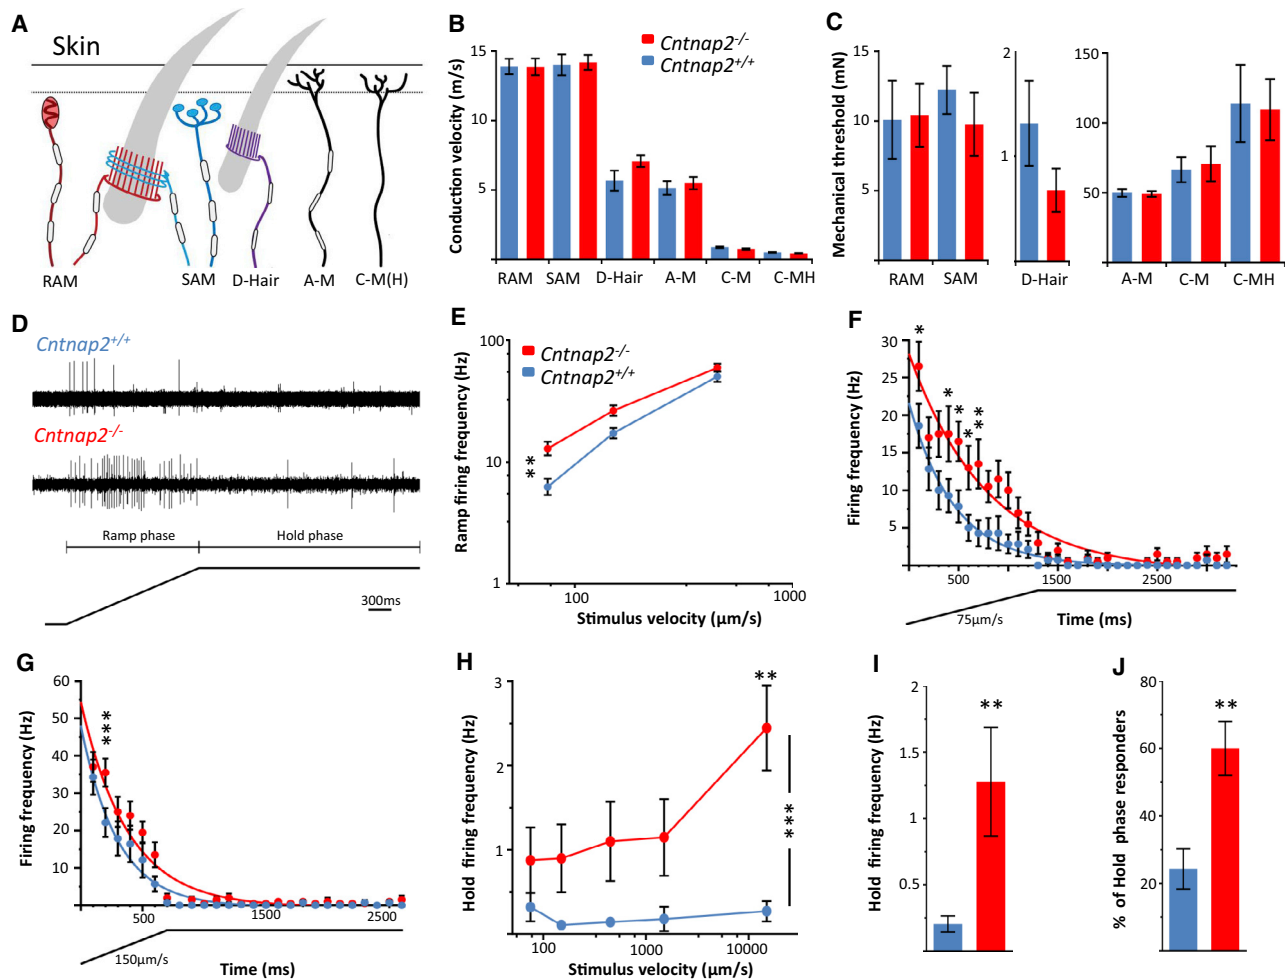 A
Skin
RAM
SAM
D-Hair
A-M
C-M(H)
B
Cntnap2-/-
Cntnap2+/+
Conduction velocity (m/s)
15
10
5
RAM SAM D-Hair A-M C-M C-MH
C
Mechanical threshold (mN)
15
10
5
RAM SAM
2
1
D-Hair
150
100
50
A-M C-M C-MH
D
Cntnap2+/+
Cntnap2-/-
Ramp phase
Hold phase
300ms
E
Cntnap2-/-
Cntnap2+/+
Ramp firing frequency (Hz)
100
10
1
**
100 1000
Stimulus velocity (µm/s)
F
Firing frequency (Hz)
30
25
20
15
10
5
*
*
*
*
**
500 1500 2500
75µm/s
Time (ms)
G
Firing frequency (Hz)
60
50
40
30
20
10
***
500 1500 2500
150µm/s
Time (ms)
H
Hold firing frequency (Hz)
3
2
1
**
***
100 1000 10000
Stimulus velocity (µm/s)
I
Hold firing frequency (Hz)
2
1.5
1
0.5
**
J
% of Hold phase responders
80
60
40
20
**